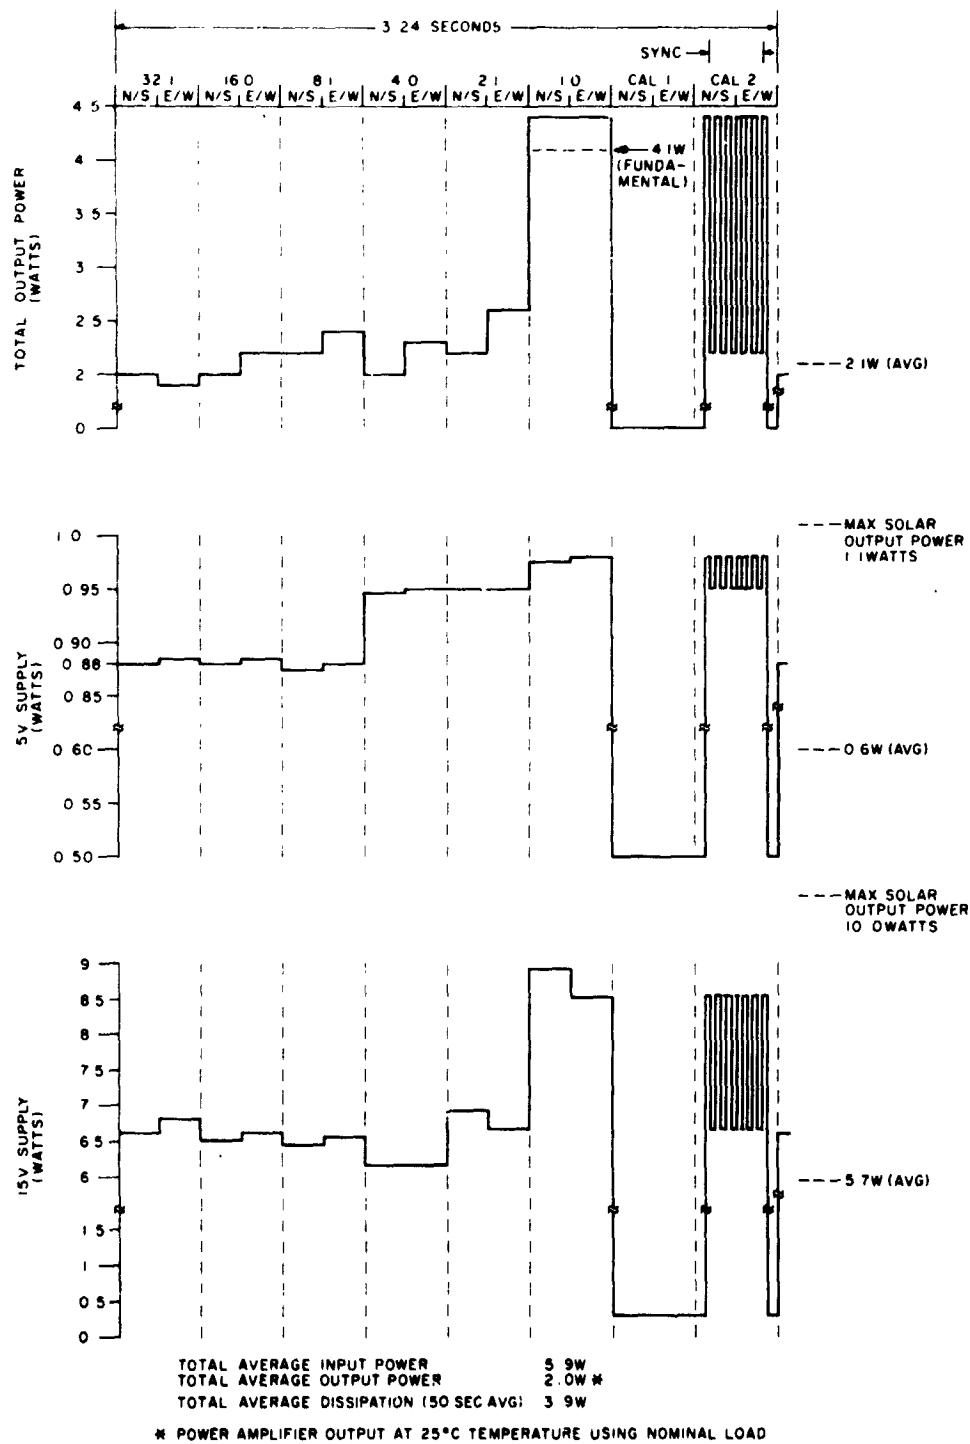 3 24 SECONDS
SYNC
32 1 16 0 8 1 4 0 2 1 1 0 CAL 1 CAL 2
N/S E/W N/S E/W N/S E/W N/S E/W N/S E/W N/S E/W N/S E/W N/S E/W
TOTAL OUTPUT POWER
(WATTS)
4 5
4
3 5
3
2 5
2
0
4 1W
(FUNDA-
MENTAL)
2 1W (AVG)
5V SUPPLY
(WATTS)
1 0
0 95
0 90
0 88
0 85
0 60
0 55
0 50
MAX SOLAR
OUTPUT POWER
1 1WATTS
0 6W (AVG)
MAX SOLAR
OUTPUT POWER
10 0WATTS
15V SUPPLY
(WATTS)
9
8 5
8
7 5
7
6 5
6
1 5
1
0 5
0
5 7W (AVG)
TOTAL AVERAGE INPUT POWER 5 9W
TOTAL AVERAGE OUTPUT POWER 2.0W *
TOTAL AVERAGE DISSIPATION (50 SEC AVG) 3 9W
* POWER AMPLIFIER OUTPUT AT 25°C TEMPERATURE USING NOMINAL LOAD